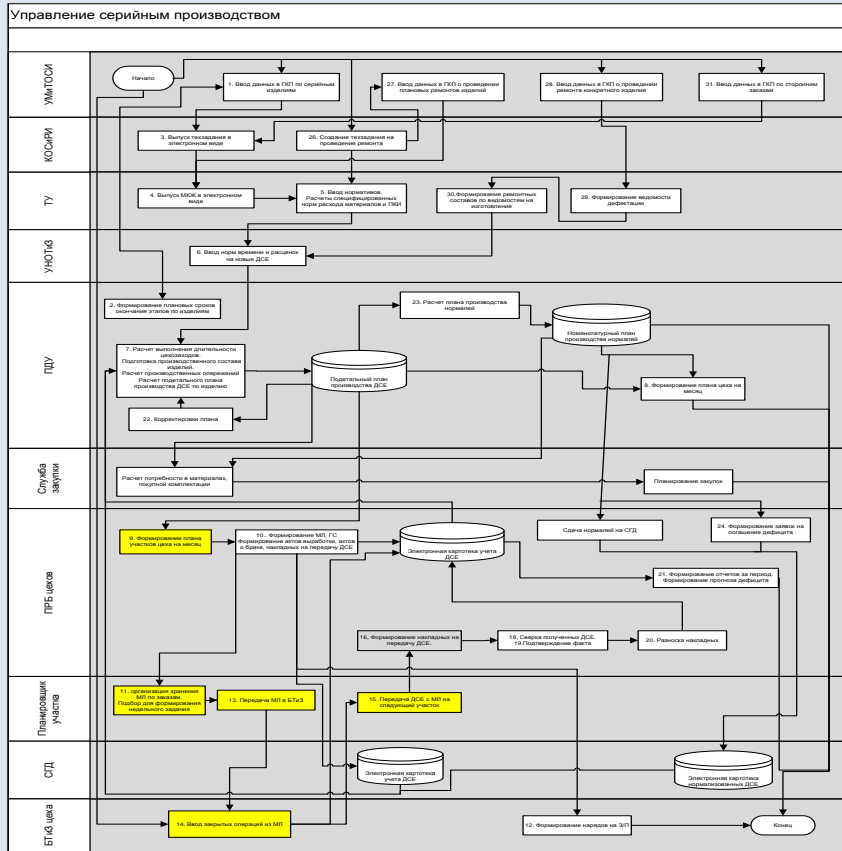 Управление серийным производством
УМиТОСИ
Начало
1. Ввод данных в ГКП по серийным
изделиям
27. Ввод данных в ГКП о проведении
плановых ремонтов изделий
28. Ввод данных в ГКП о проведении
ремонта конкретного изделия
31. Ввод данных в ГКП по сторонним
заказам
КОСиРИ
3. Выпуск техзадания в
электронном виде
26. Создание техзадания на
проведение ремонта
ТУ
4. Выпуск МЮЖ в электронном
виде
5. Ввод нормативов.
Расчеты специфицированных
норм расхода материалов и ПКИ
30.Формирование ремонтных
составов по ведомостям на
изготовление
29. Формирование ведомости
дефектации
УНОТиЗ
6. Ввод норм времени и расценок
на новые ДСЕ
ПДУ
2. Формирование плановых сроков
окончания этапов по изделиям
23. Расчет плана производства
нормалей
Номенклатурный план
производства нормалей
7. Расчет выполнения длительности
цехозаходов.
Подготовка производственного состава
изделий.
Расчет производственных опережений
Расчет подетального плана
производства ДСЕ по изделию
Подетальный план
производства ДСЕ
8. Формирование плана цеха на
месяц
22. Корректировки плана
Служба
закупки
Расчет потребности в материалах,
покупной комплектации
Планирование закупок
ПРБ цехов
9. Формирование плана
участков цеха на месяц
10.. Формирование МЛ, ГС
Формирование актов выработки, актов
о браке, накладных на передачу ДСЕ
Электронная картотека учета
ДСЕ
Сдача нормалей на СГД
24. Формирование заявок на
погашение дефицита
21. Формирование отчетов за период.
Формирование прогноза дефицита
16, Формирование накладных на
передачу ДСЕ.
18, Сверка полученных ДСЕ.
19.Подтверждение факта
20. Разноска накладных
Планировщик
участка
11. организация хранения
МЛ по заказам.
Подбор для формирования
недельного задания
13. Передача МЛ в БТиЗ
15. Передача ДСЕ с МЛ на
следующий участок
СГД
Электронная картотека
учета ДСЕ
Электронная картотека
нормализованных ДСЕ
БТиЗ цеха
14. Ввод закрытых операций из МЛ
12. Формирование нарядов на З/П
Конец